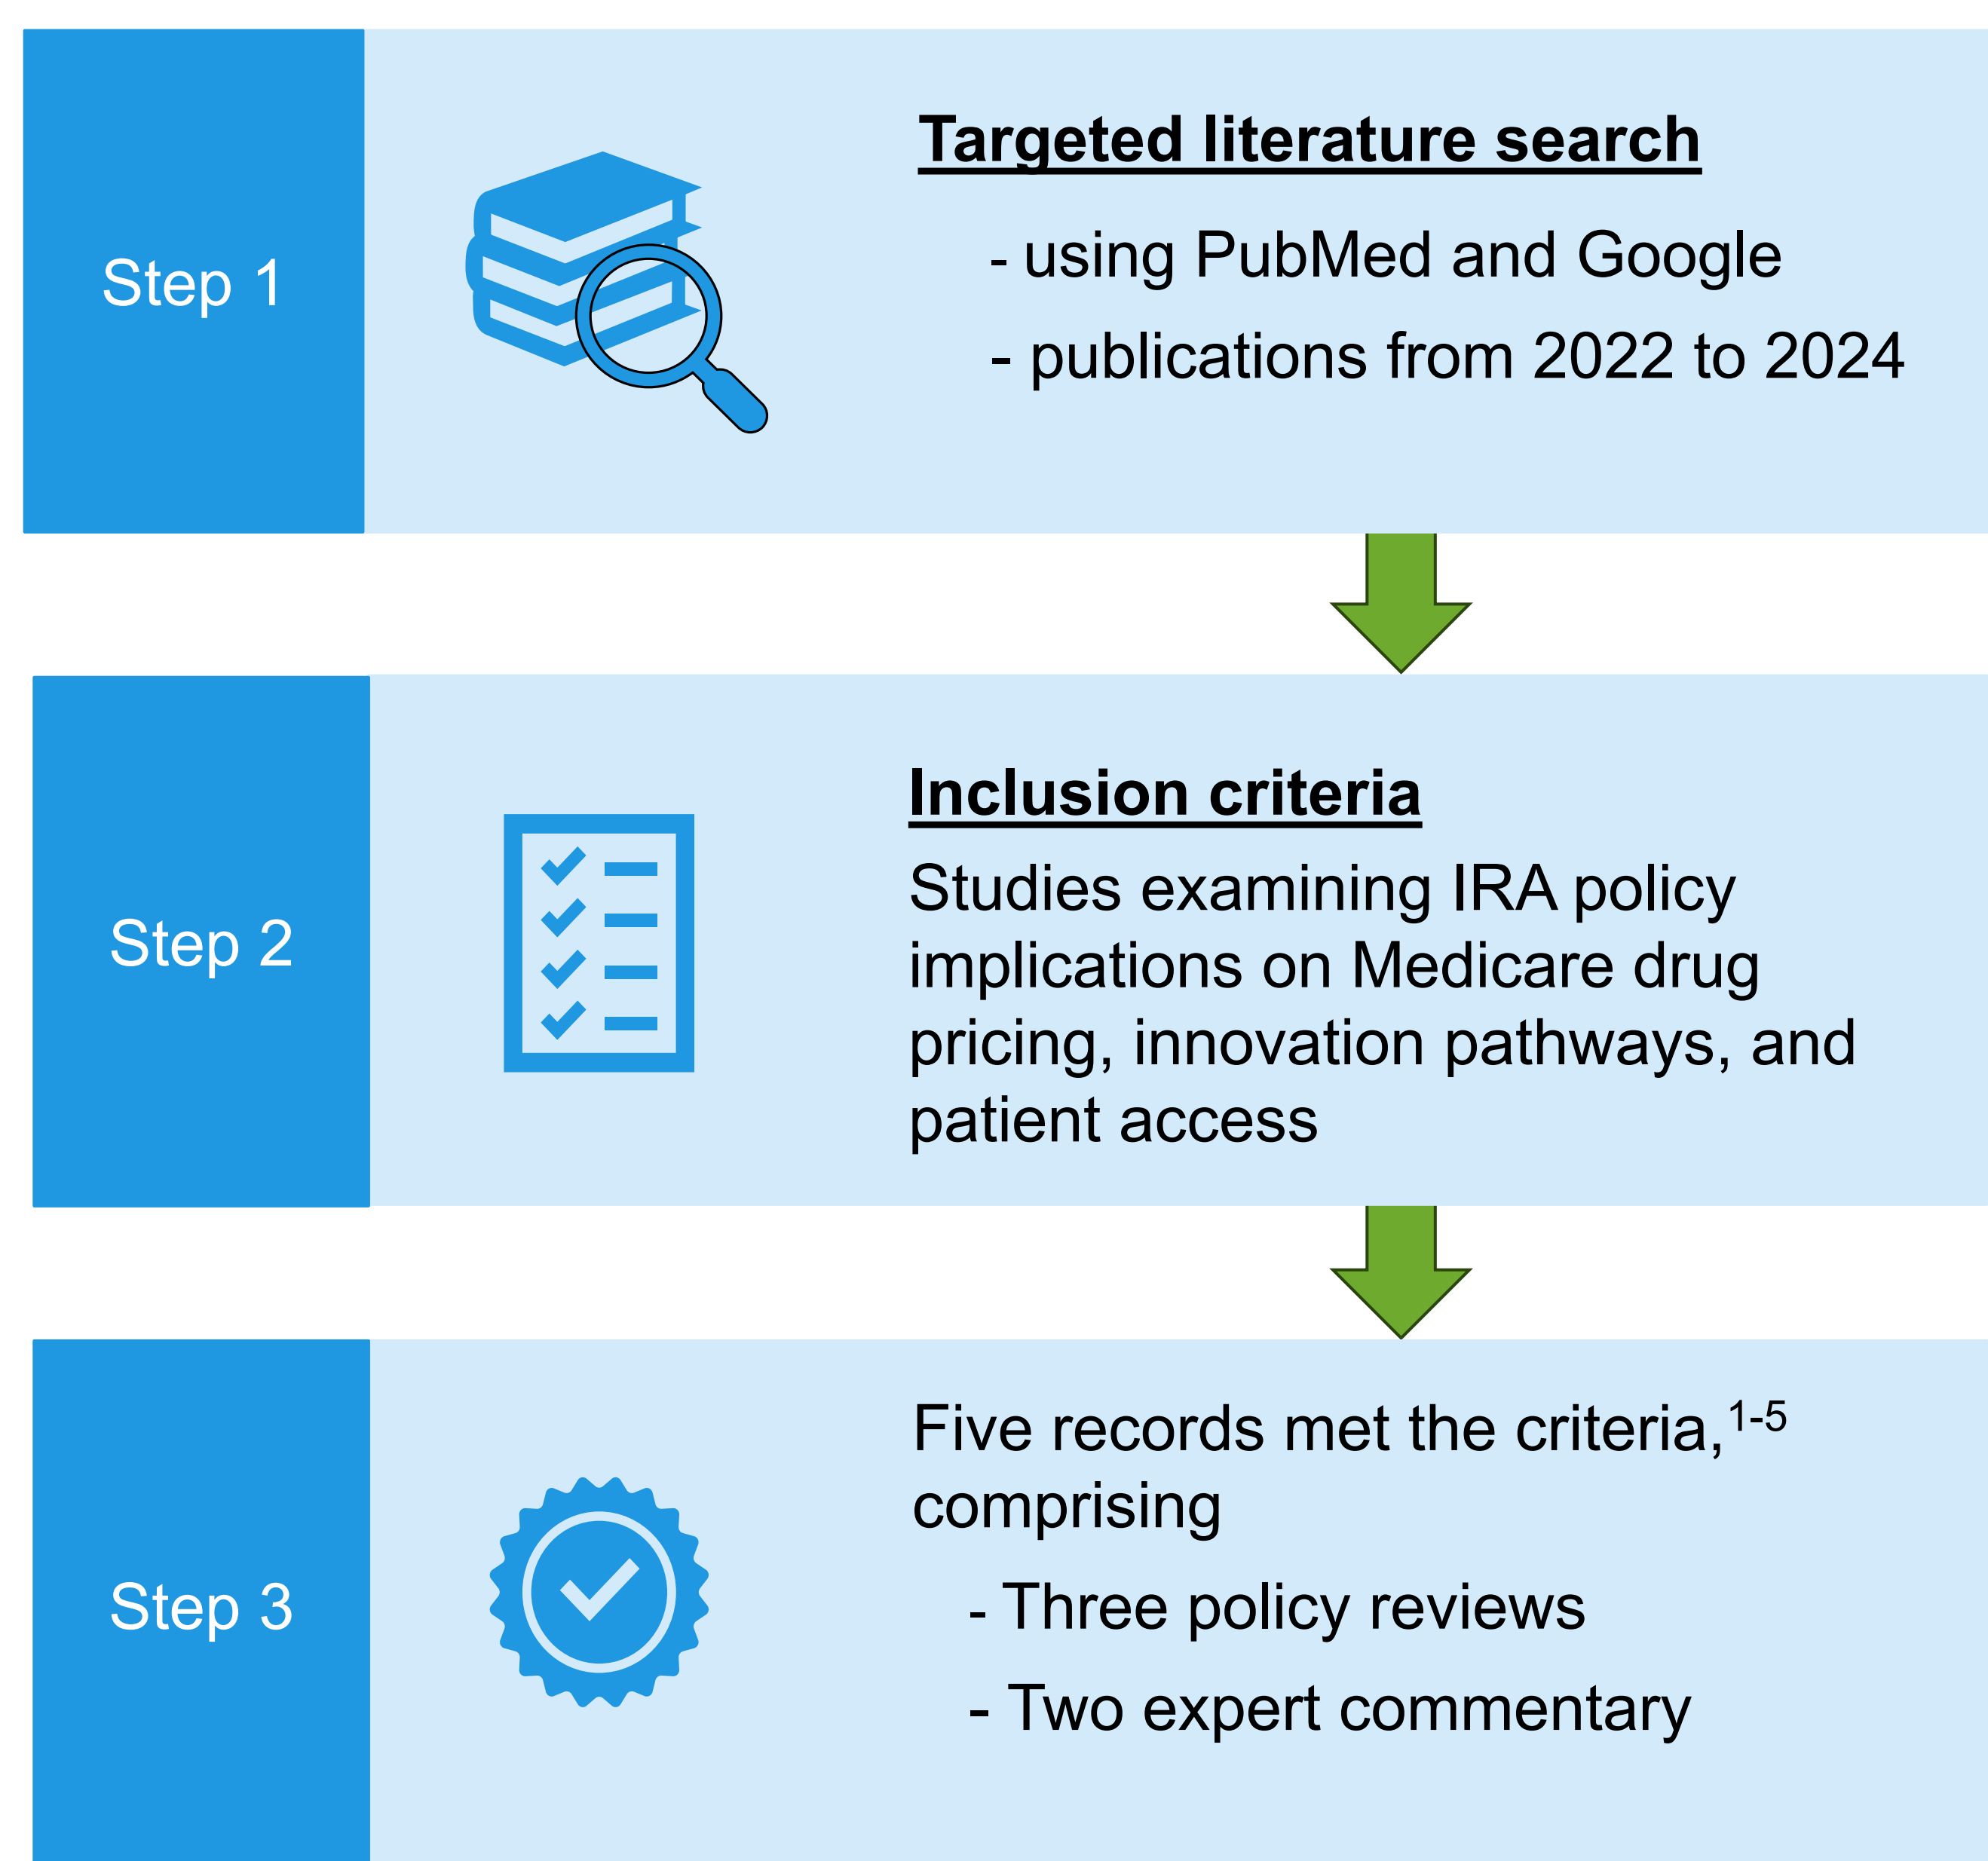 Step 1
Targeted literature search
- using PubMed and Google
- publications from 2022 to 2024
Step 2
Inclusion criteria
Studies examining IRA policy
implications on Medicare drug
pricing, innovation pathways, and
patient access
Step 3
Five records met the criteria,1-5
comprising
- Three policy reviews
- Two expert commentary